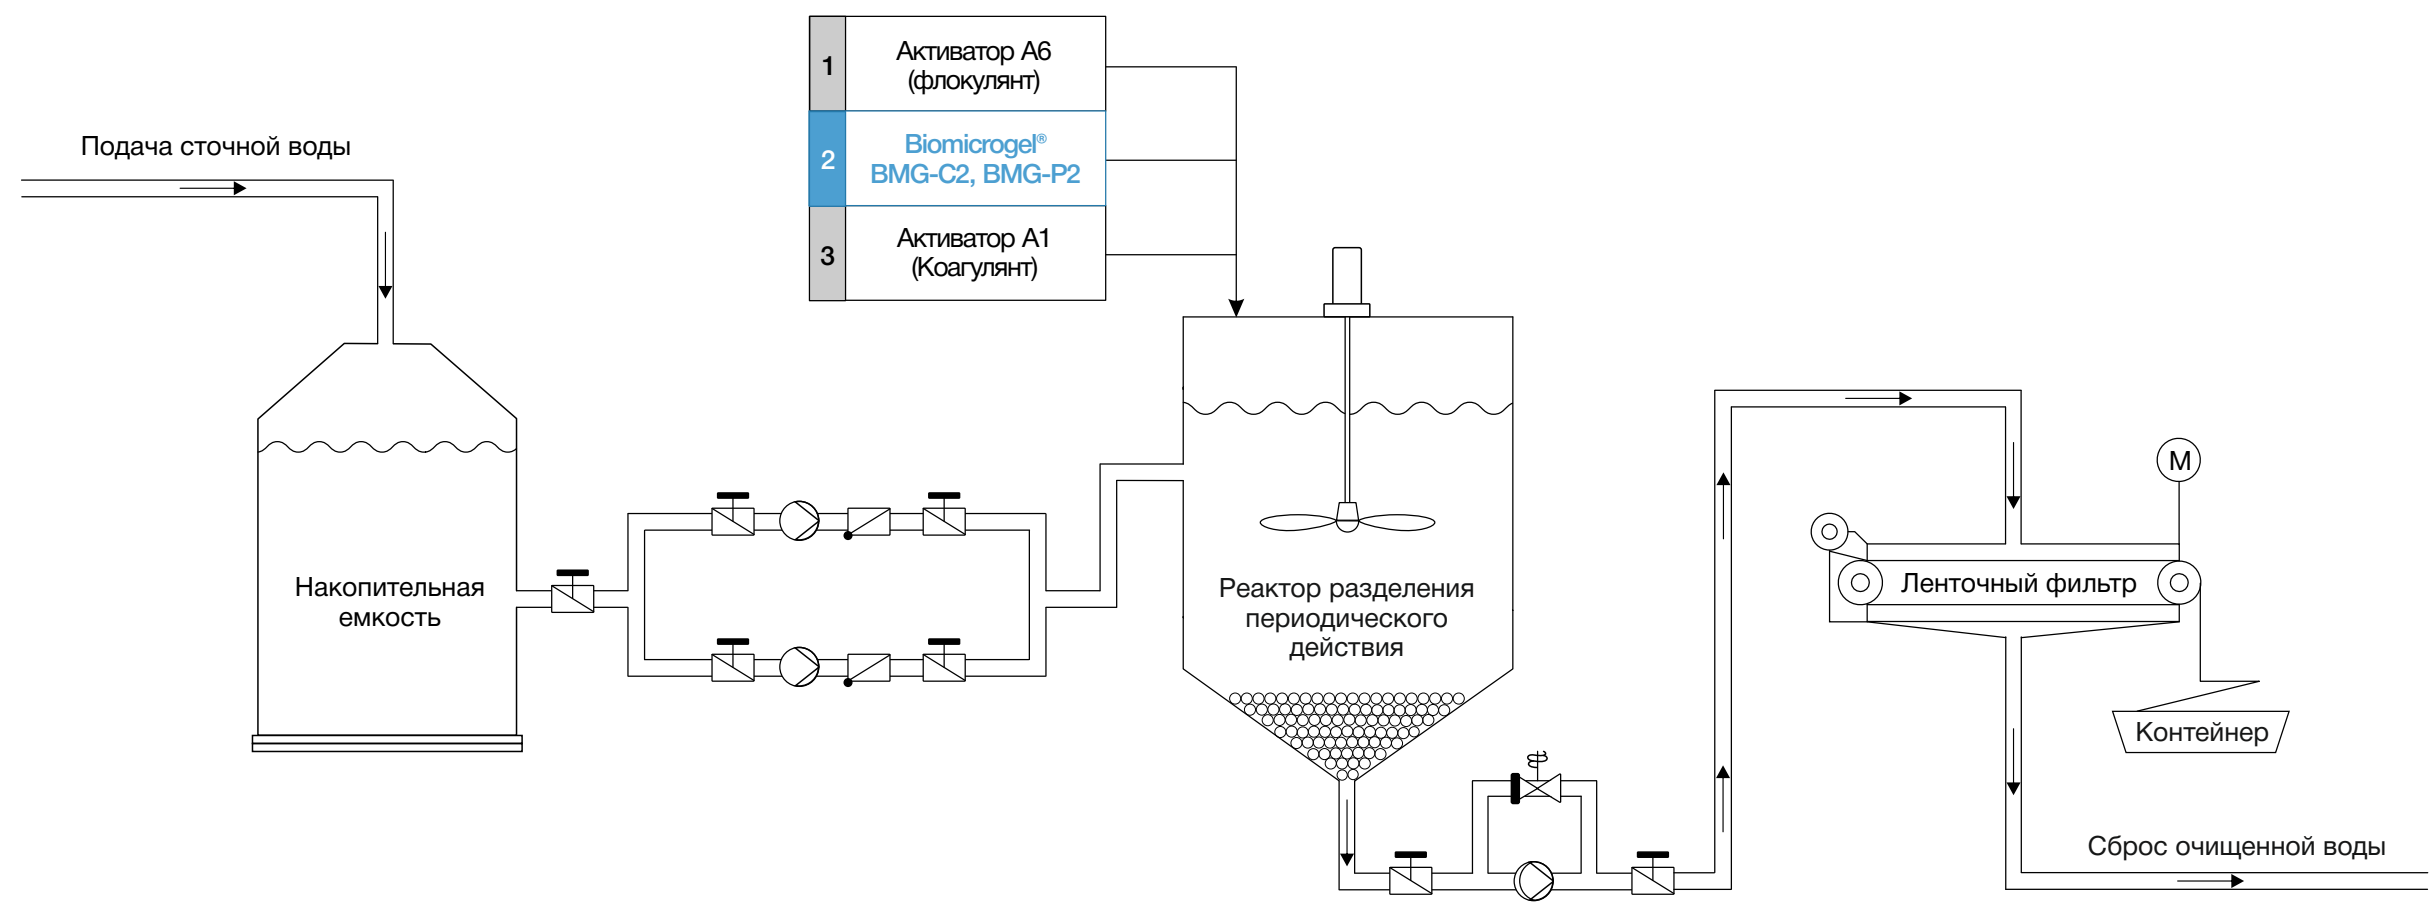 1
Активатор А6
(флокулянт)
2
Biomicrogel®
BMG-C2, BMG-P2
3
Активатор А1
(Коагулянт)
Подача сточной воды
Накопительная
емкость
Реактор разделения
периодического
действия
М
Ленточный фильтр
Контейнер
Сброс очищенной воды